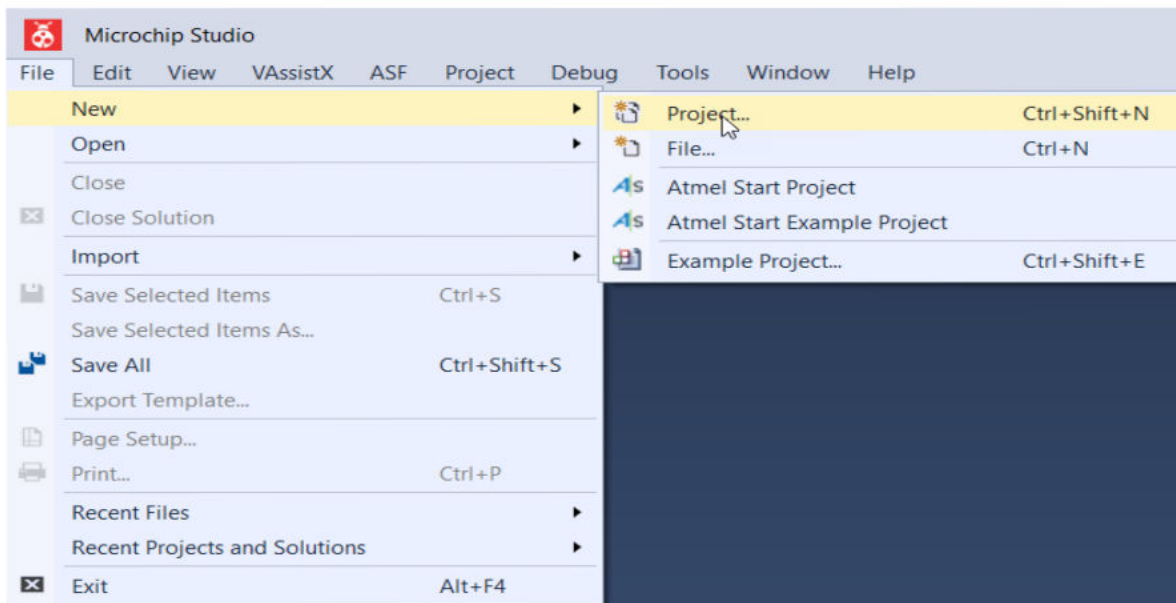 Microchip Studio
File Edit View VAssistX ASF Project Debug Tools Window Help
New
Open
Close
Close Solution
Import
Save Selected Items Ctrl+S
Save Selected Items As...
Save All Ctrl+Shift+S
Export Template...
Page Setup...
Print... Ctrl+P
Recent Files
Recent Projects and Solutions
Exit Alt+F4
Project... Ctrl+Shift+N
File... Ctrl+N
As Atmel Start Project
As Atmel Start Example Project
Example Project... Ctrl+Shift+E